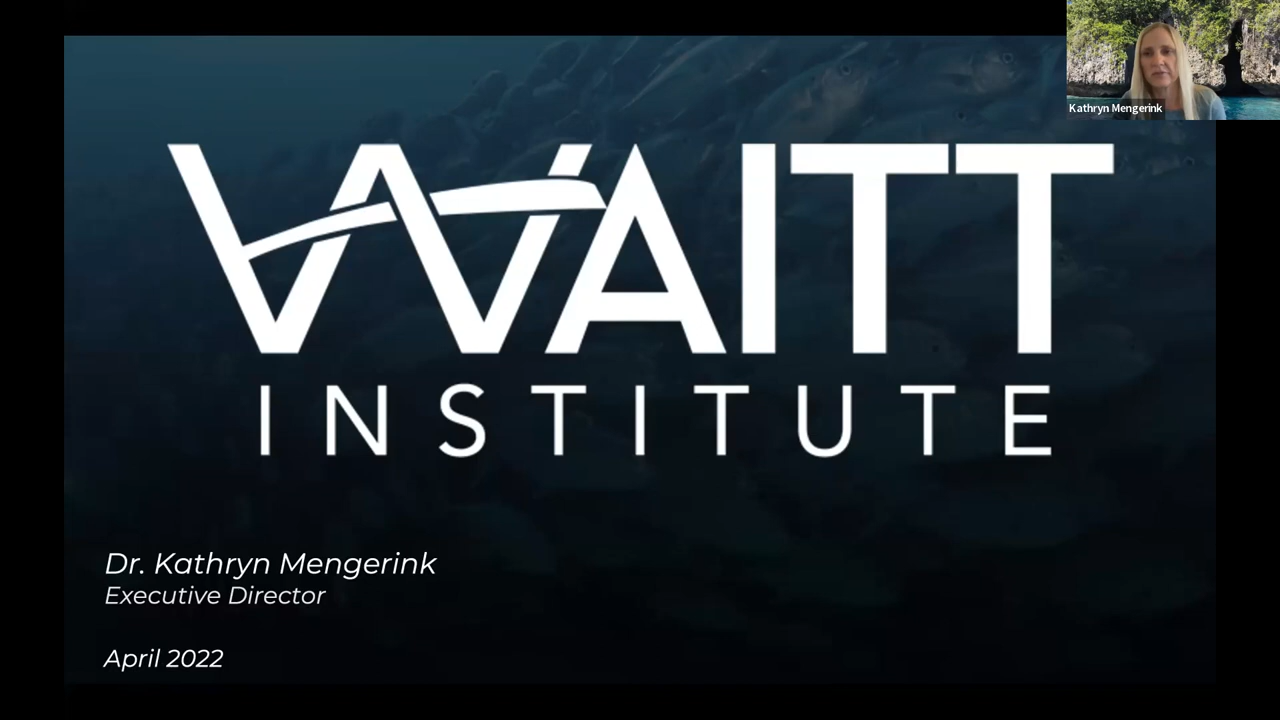 Kathryn Mengerink
WAITT
INSTITUTE
Dr. Kathryn Mengerink
Executive Director
April 2022